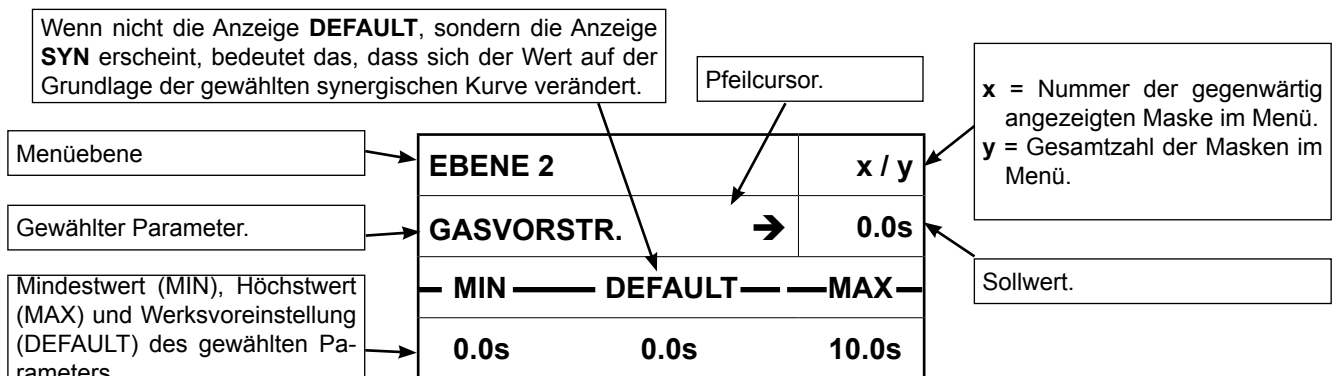 Wenn nicht die Anzeige DEFAULT, sondern die Anzeige
SYN erscheint, bedeutet das, dass sich der Wert auf der
Grundlage der gewählten synergischen Kurve verändert.
Pfeilcursor.
x = Nummer der gegenwärtig
angezeigten Maske im Menü.
y = Gesamtzahl der Masken im
Menü.
Menüebene
EBENE 2 x / y
Gewählter Parameter.
GASVORSTR. ➔ 0.0s
Sollwert.
Mindestwert (MIN), Höchstwert
(MAX) und Werksvoreinstellung
(DEFAULT) des gewählten Pa-
rameters
MIN DEFAULT MAX
0.0s 0.0s 10.0s